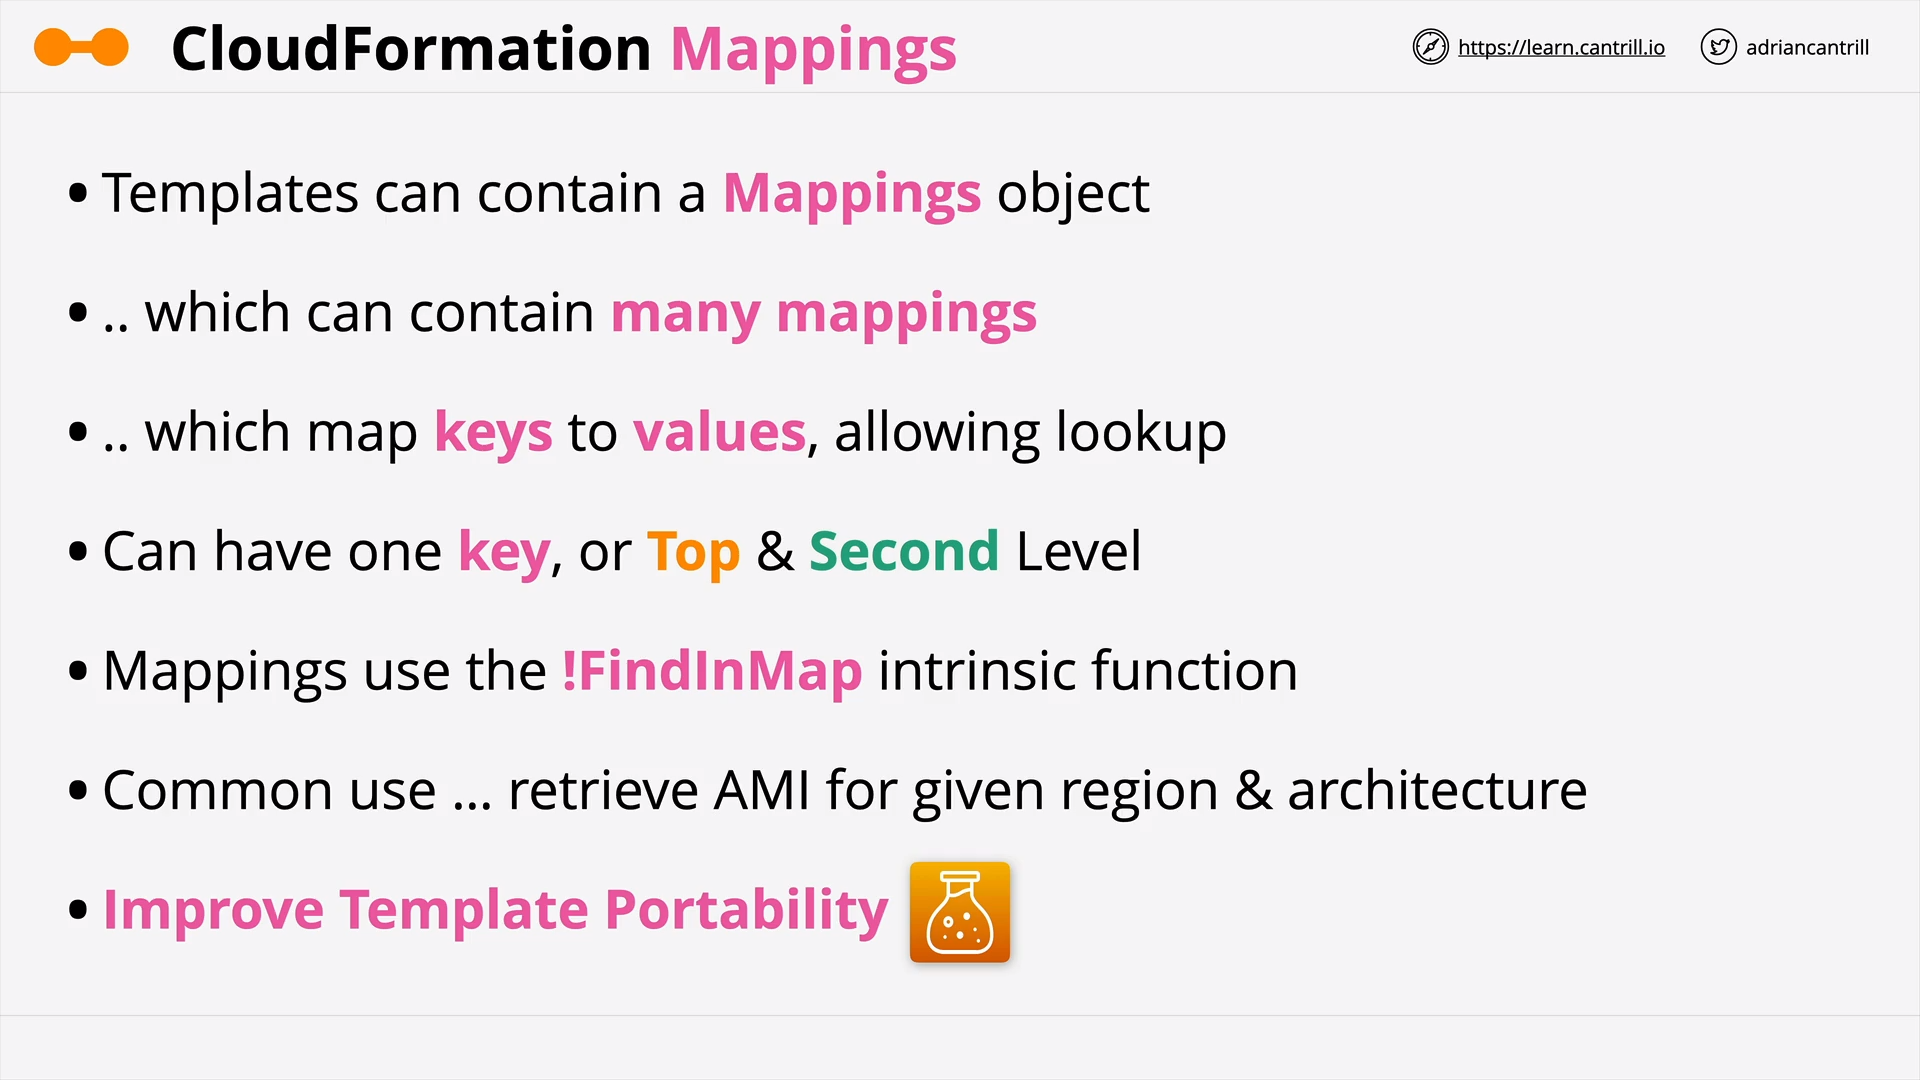 CloudFormation Mappings
https://learn.cantrill.io
adriancantrill
• Templates can contain a Mappings object
• .. which can contain many mappings
• .. which map keys to values, allowing lookup
• Can have one key, or Top & Second Level
• Mappings use the !FindInMap intrinsic function
• Common use ... retrieve AMI for given region & architecture
• Improve Template Portability